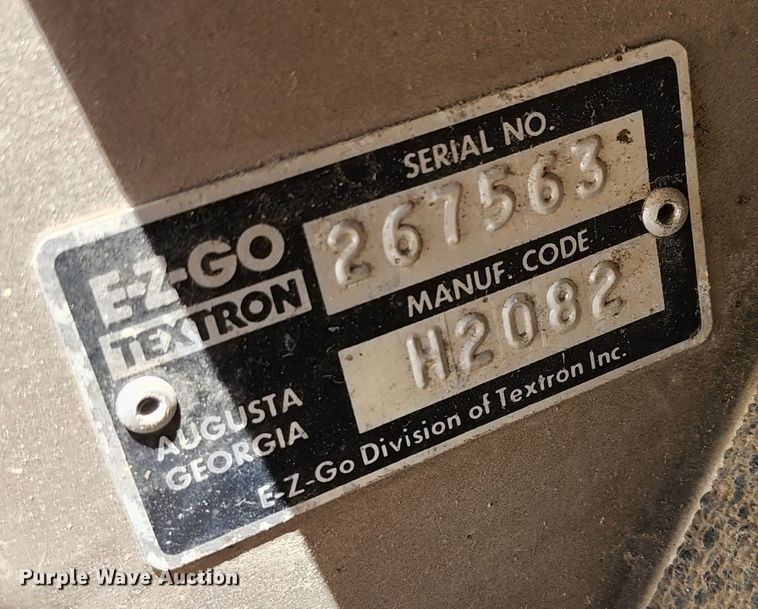 SERIAL NO.
267563
E-Z-GO
TEXTRON
MANUF. CODE
H2082
AUGUSTA
GEORGIA
E-Z-Go Division of Textron Inc.
Purple Wave Auction